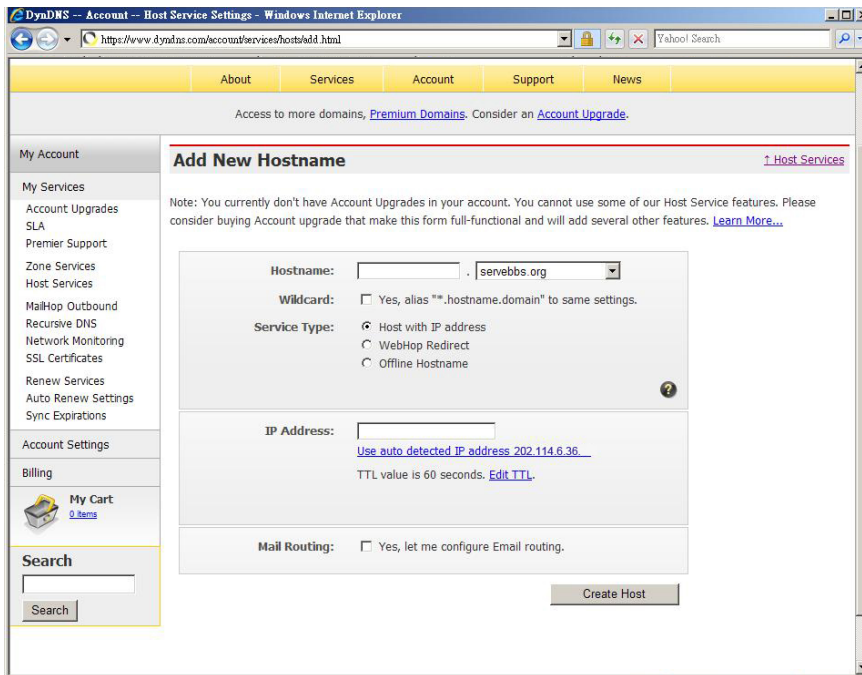 DynDNS -- Account -- Host Service Settings - Windows Internet Explorer
https://www.dyndns.com/account/services/hosts/add.html
Yahoo! Search
About Services Account Support News
Access to more domains, Premium Domains. Consider an Account Upgrade.
My Account
My Services
Account Upgrades
SLA
Premier Support
Zone Services
Host Services
MailHop Outbound
Recursive DNS
Network Monitoring
SSL Certificates
Renew Services
Auto Renew Settings
Sync Expirations
Account Settings
Billing
My Cart
0 items
Search
Search
Add New Hostname
↑ Host Services
Note: You currently don't have Account Upgrades in your account. You cannot use some of our Host Service features. Please
consider buying Account upgrade that make this form full-functional and will add several other features. Learn More...
Hostname: . servebbs.org
Wildcard: Yes, alias "*.hostname.domain" to same settings.
Service Type: Host with IP address
WebHop Redirect
Offline Hostname
?
IP Address:
Use auto detected IP address 202.114.6.36.
TTL value is 60 seconds. Edit TTL.
Mail Routing: Yes, let me configure Email routing.
Create Host